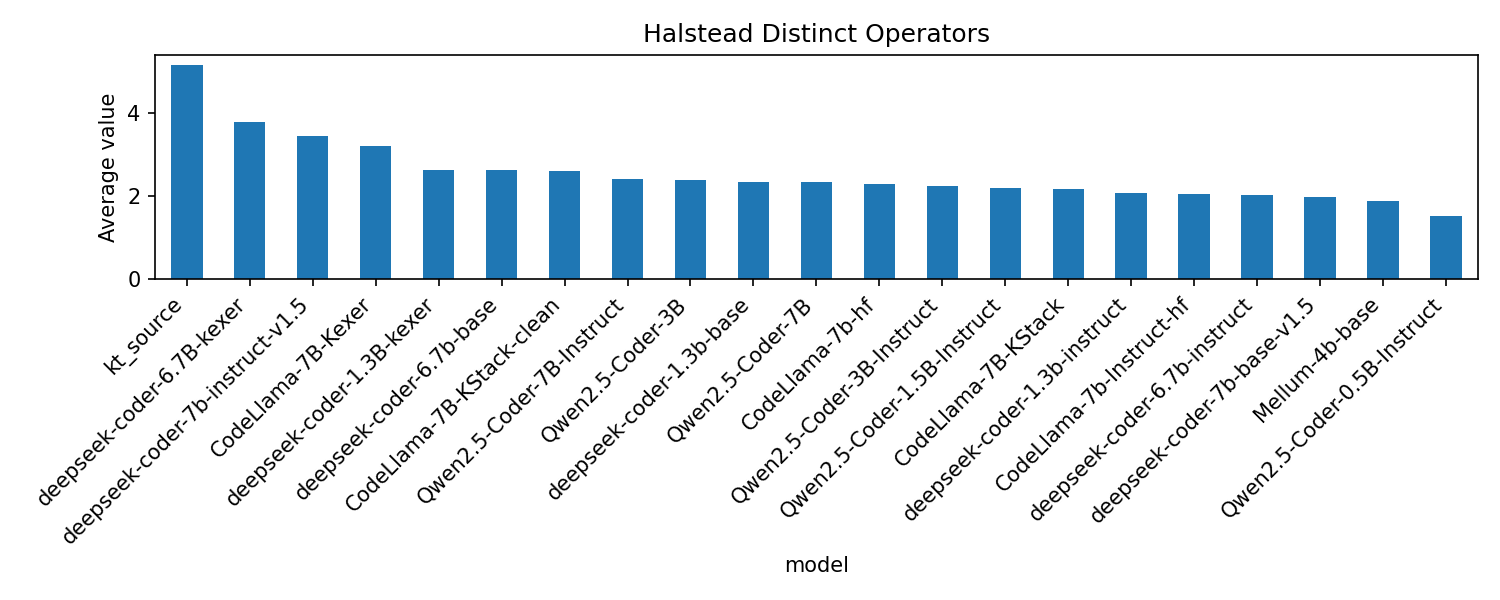 Halstead Distinct Operators
Average value
4
2
0
kt_source
deepseek-coder-6.7B-kexer
deepseek-coder-7b-instruct-v1.5
CodeLlama-7B-Kexer
deepseek-coder-1.3B-kexer
deepseek-coder-6.7b-base
CodeLlama-7B-KStack-clean
Qwen2.5-Coder-7B-Instruct
Qwen2.5-Coder-3B
deepseek-coder-1.3b-base
Qwen2.5-Coder-7B
CodeLlama-7b-hf
Qwen2.5-Coder-3B-Instruct
Qwen2.5-Coder-1.5B-Instruct
CodeLlama-7B-KStack
deepseek-coder-1.3b-instruct
CodeLlama-7b-Instruct-hf
deepseek-coder-6.7b-instruct
deepseek-coder-7b-base-v1.5
Mellum-4b-base
Qwen2.5-Coder-0.5B-Instruct
model